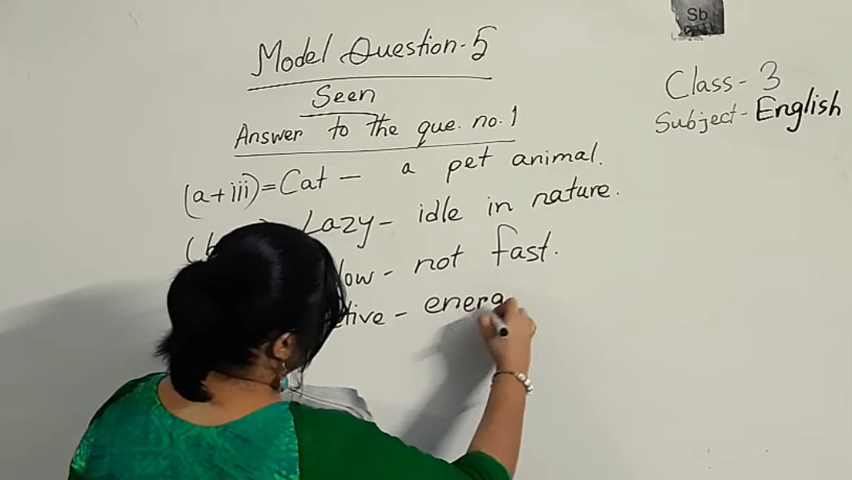 Sb
Model Question-5
Seen
Class-3
Subject-English
Answer to the que. no.1
(a+iii)=Cat — a pet animal.
(b Lazy- idle in nature.
low- not fast.
tive - energ